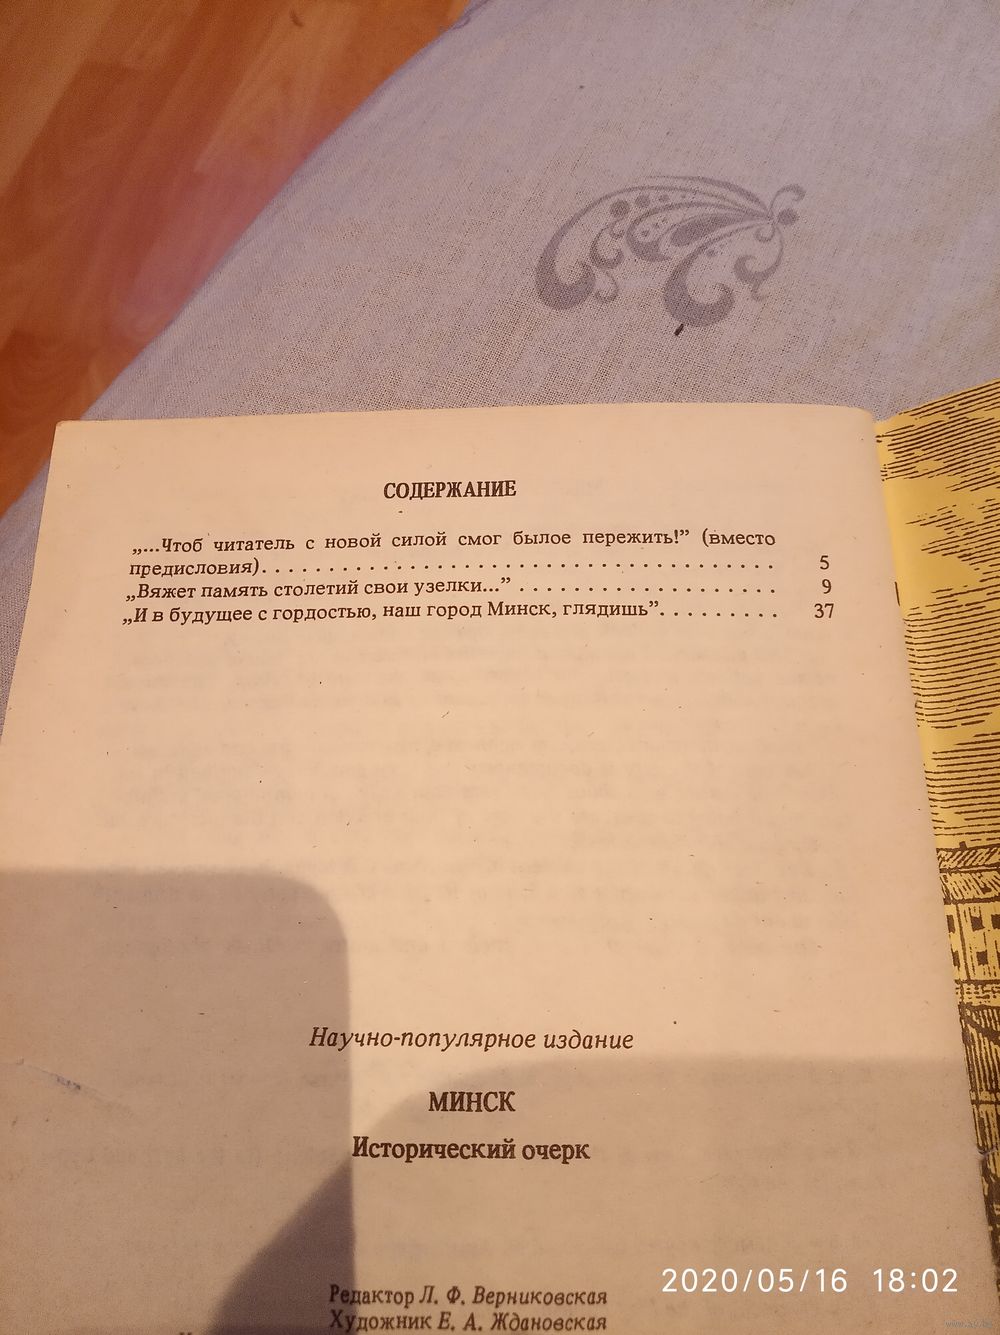 СОДЕРЖАНИЕ
„...Чтоб читатель с новой силой смог былое пережить!” (вместо
предисловия). . . . . . . . . . . . . . . . . . . . . . . . . . . . . . . . . . . . . . . 5
„Вяжет память столетий свои узелки...” . . . . . . . . . . . . . . . . . . . . 9
„И в будущее с гордостью, наш город Минск, глядишь”. . . . . . . . . 37
Научно-популярное издание
МИНСК
Исторический очерк
Редактор Л. Ф. Верниковская
Художник Е. А. Ждановская
2020/05/16 18:02